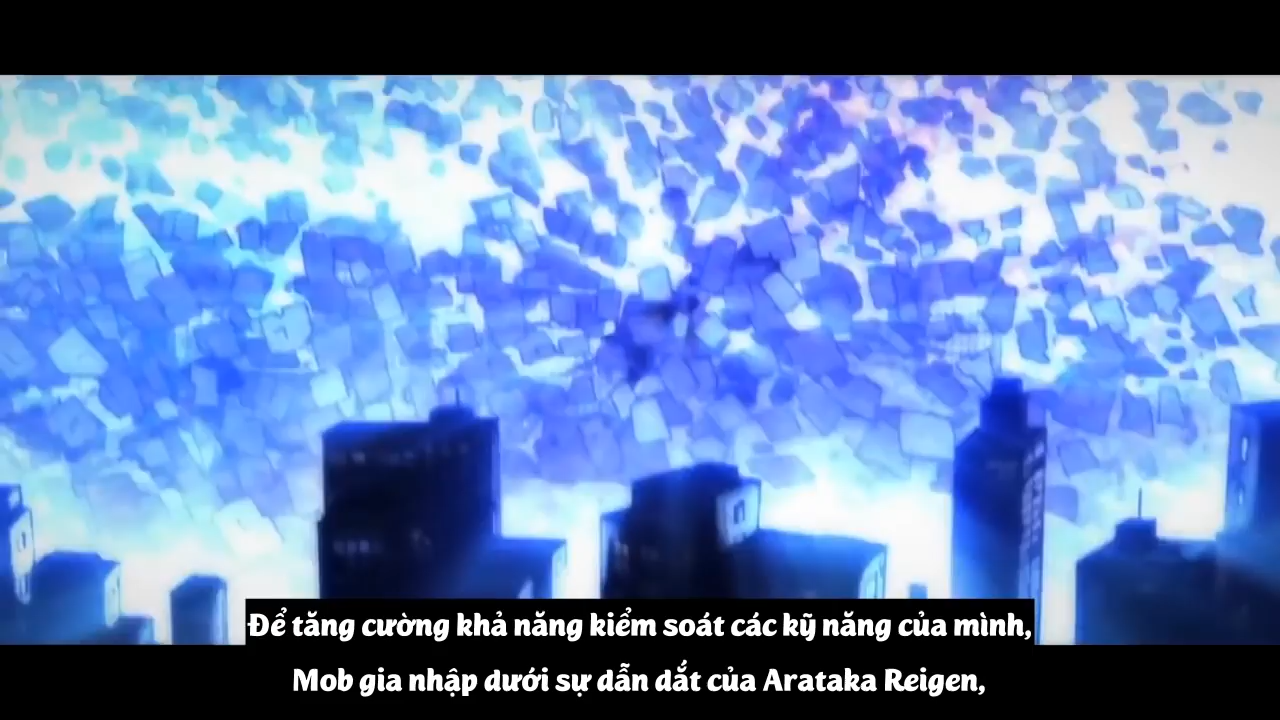 Để tăng cường khả năng kiểm soát các kỹ năng của mình,
Mob gia nhập dưới sự dẫn dắt của Arataka Reigen,